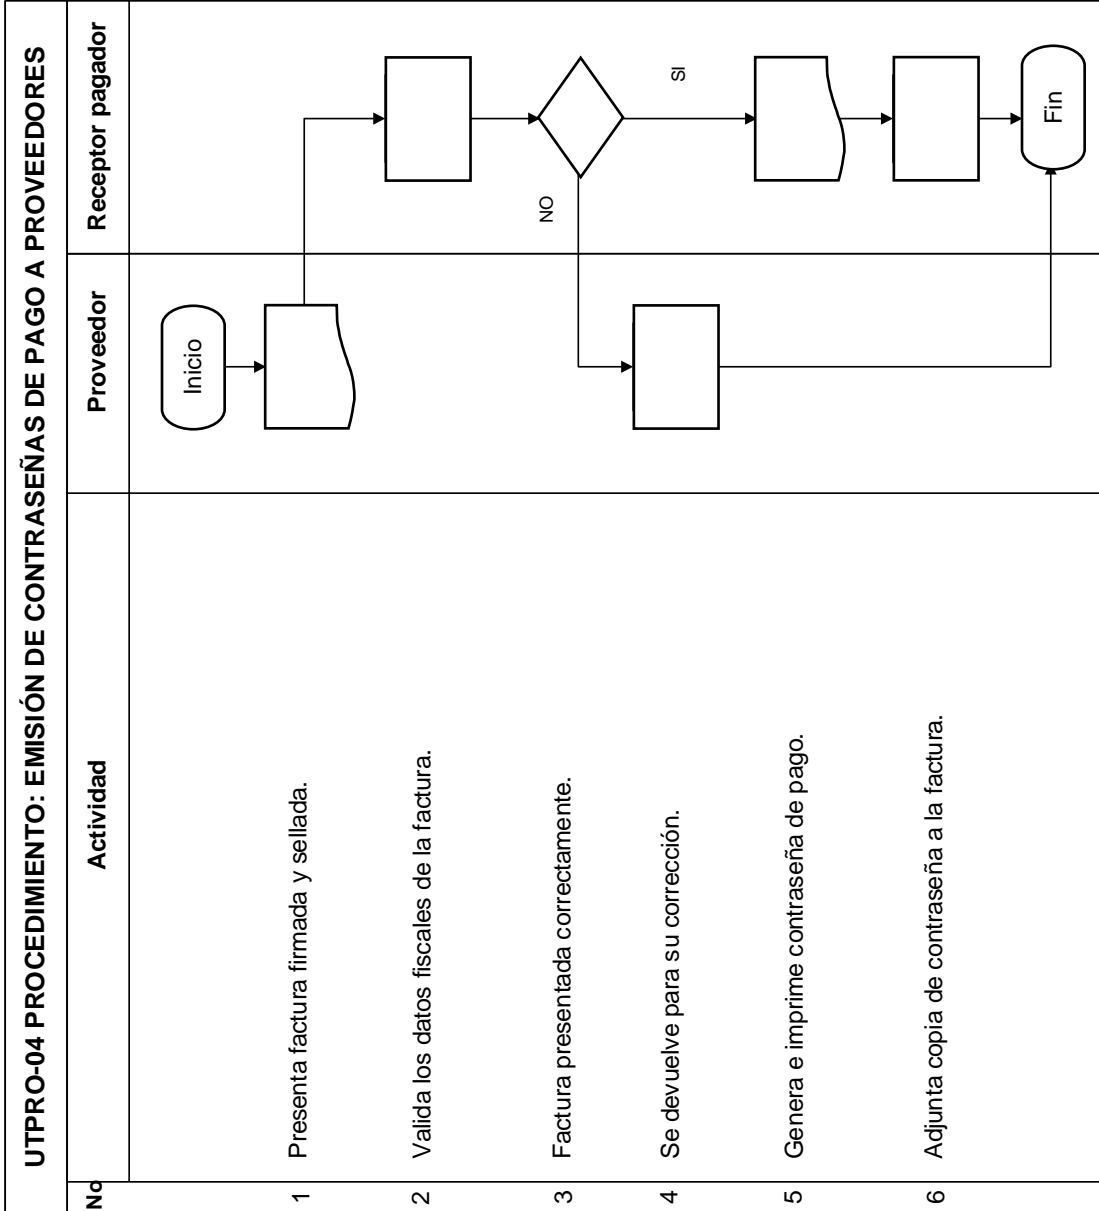 UTPRO-04 PROCEDIMIENTO: EMISIÓN DE CONTRASEÑAS DE PAGO A PROVEEDORES
No Actividad Proveedor Receptor pagador
Inicio
1 Presenta factura firmada y sellada.
2 Valida los datos fiscales de la factura.
3 Factura presentada correctamente.
NO
4 Se devuelve para su corrección.
SI
5 Genera e imprime contraseña de pago.
6 Adjunta copia de contraseña a la factura.
Fin